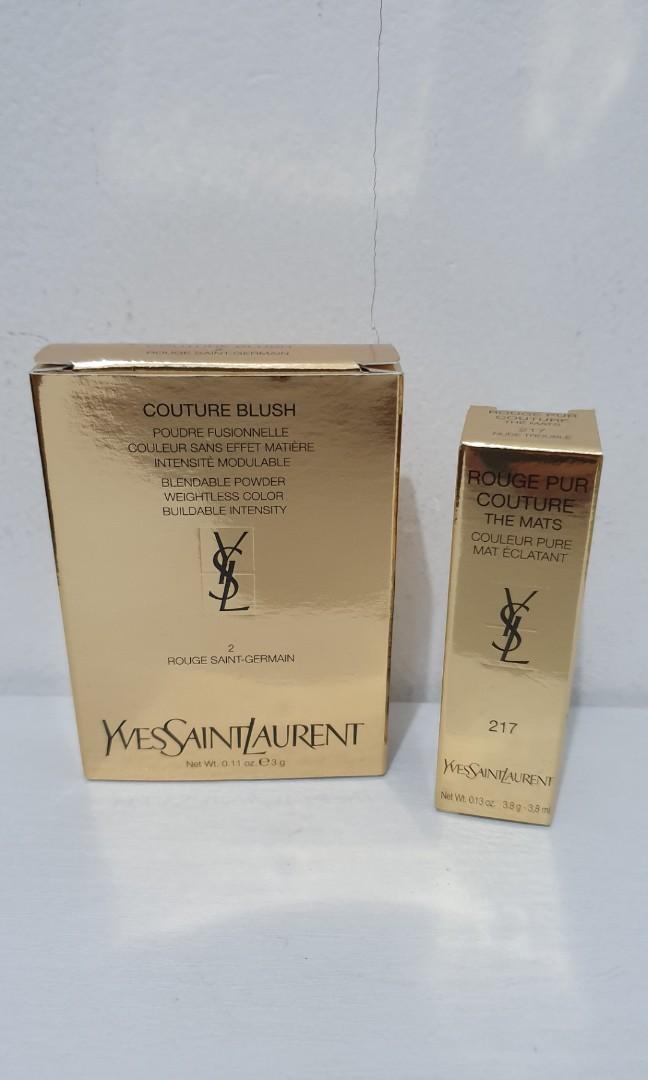 2
ROUGE SAINT-GERMAIN
COUTURE BLUSH
POUDRE FUSIONNELLE
COULEUR SANS EFFET MATIÈRE
INTENSITÉ MODULABLE
BLENDABLE POWDER
WEIGHTLESS COLOR
BUILDABLE INTENSITY
YSL
2
ROUGE SAINT-GERMAIN
YVESSAINTLAURENT
Net Wt. 0.11 oz. ℮ 3 g
ROUGE PUR
COUTURE
THE MATS
217
NUDE TROUBLE
ROUGE PUR
COUTURE
THE MATS
COULEUR PURE
MAT ÉCLATANT
YSL
217
YVESSAINTLAURENT
Net Wt. 0.13 oz. 3.8 g - 3,8 ml